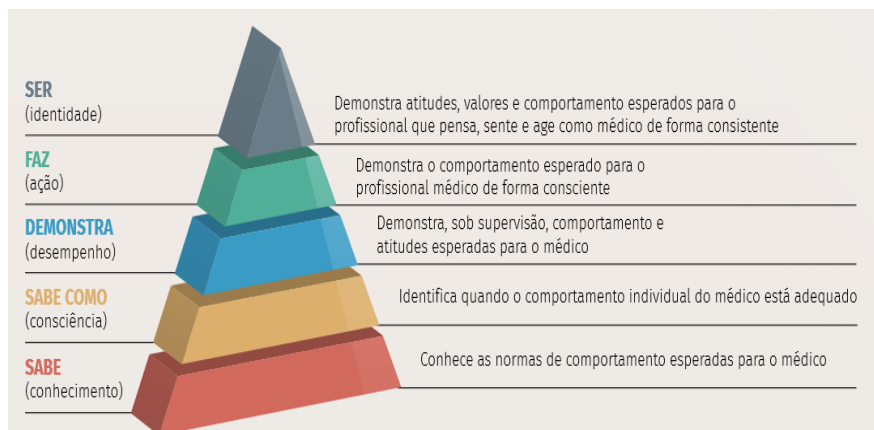 SER
(identidade)
Demonstra atitudes, valores e comportamento esperados para o
profissional que pensa, sente e age como médico de forma consistente
FAZ
(ação)
Demonstra o comportamento esperado para o
profissional médico de forma consciente
DEMONSTRA
(desempenho)
Demonstra, sob supervisão, comportamento e
atitudes esperadas para o médico
SABE COMO
(consciência)
Identifica quando o comportamento individual do médico está adequado
SABE
(conhecimento)
Conhece as normas de comportamento esperadas para o médico